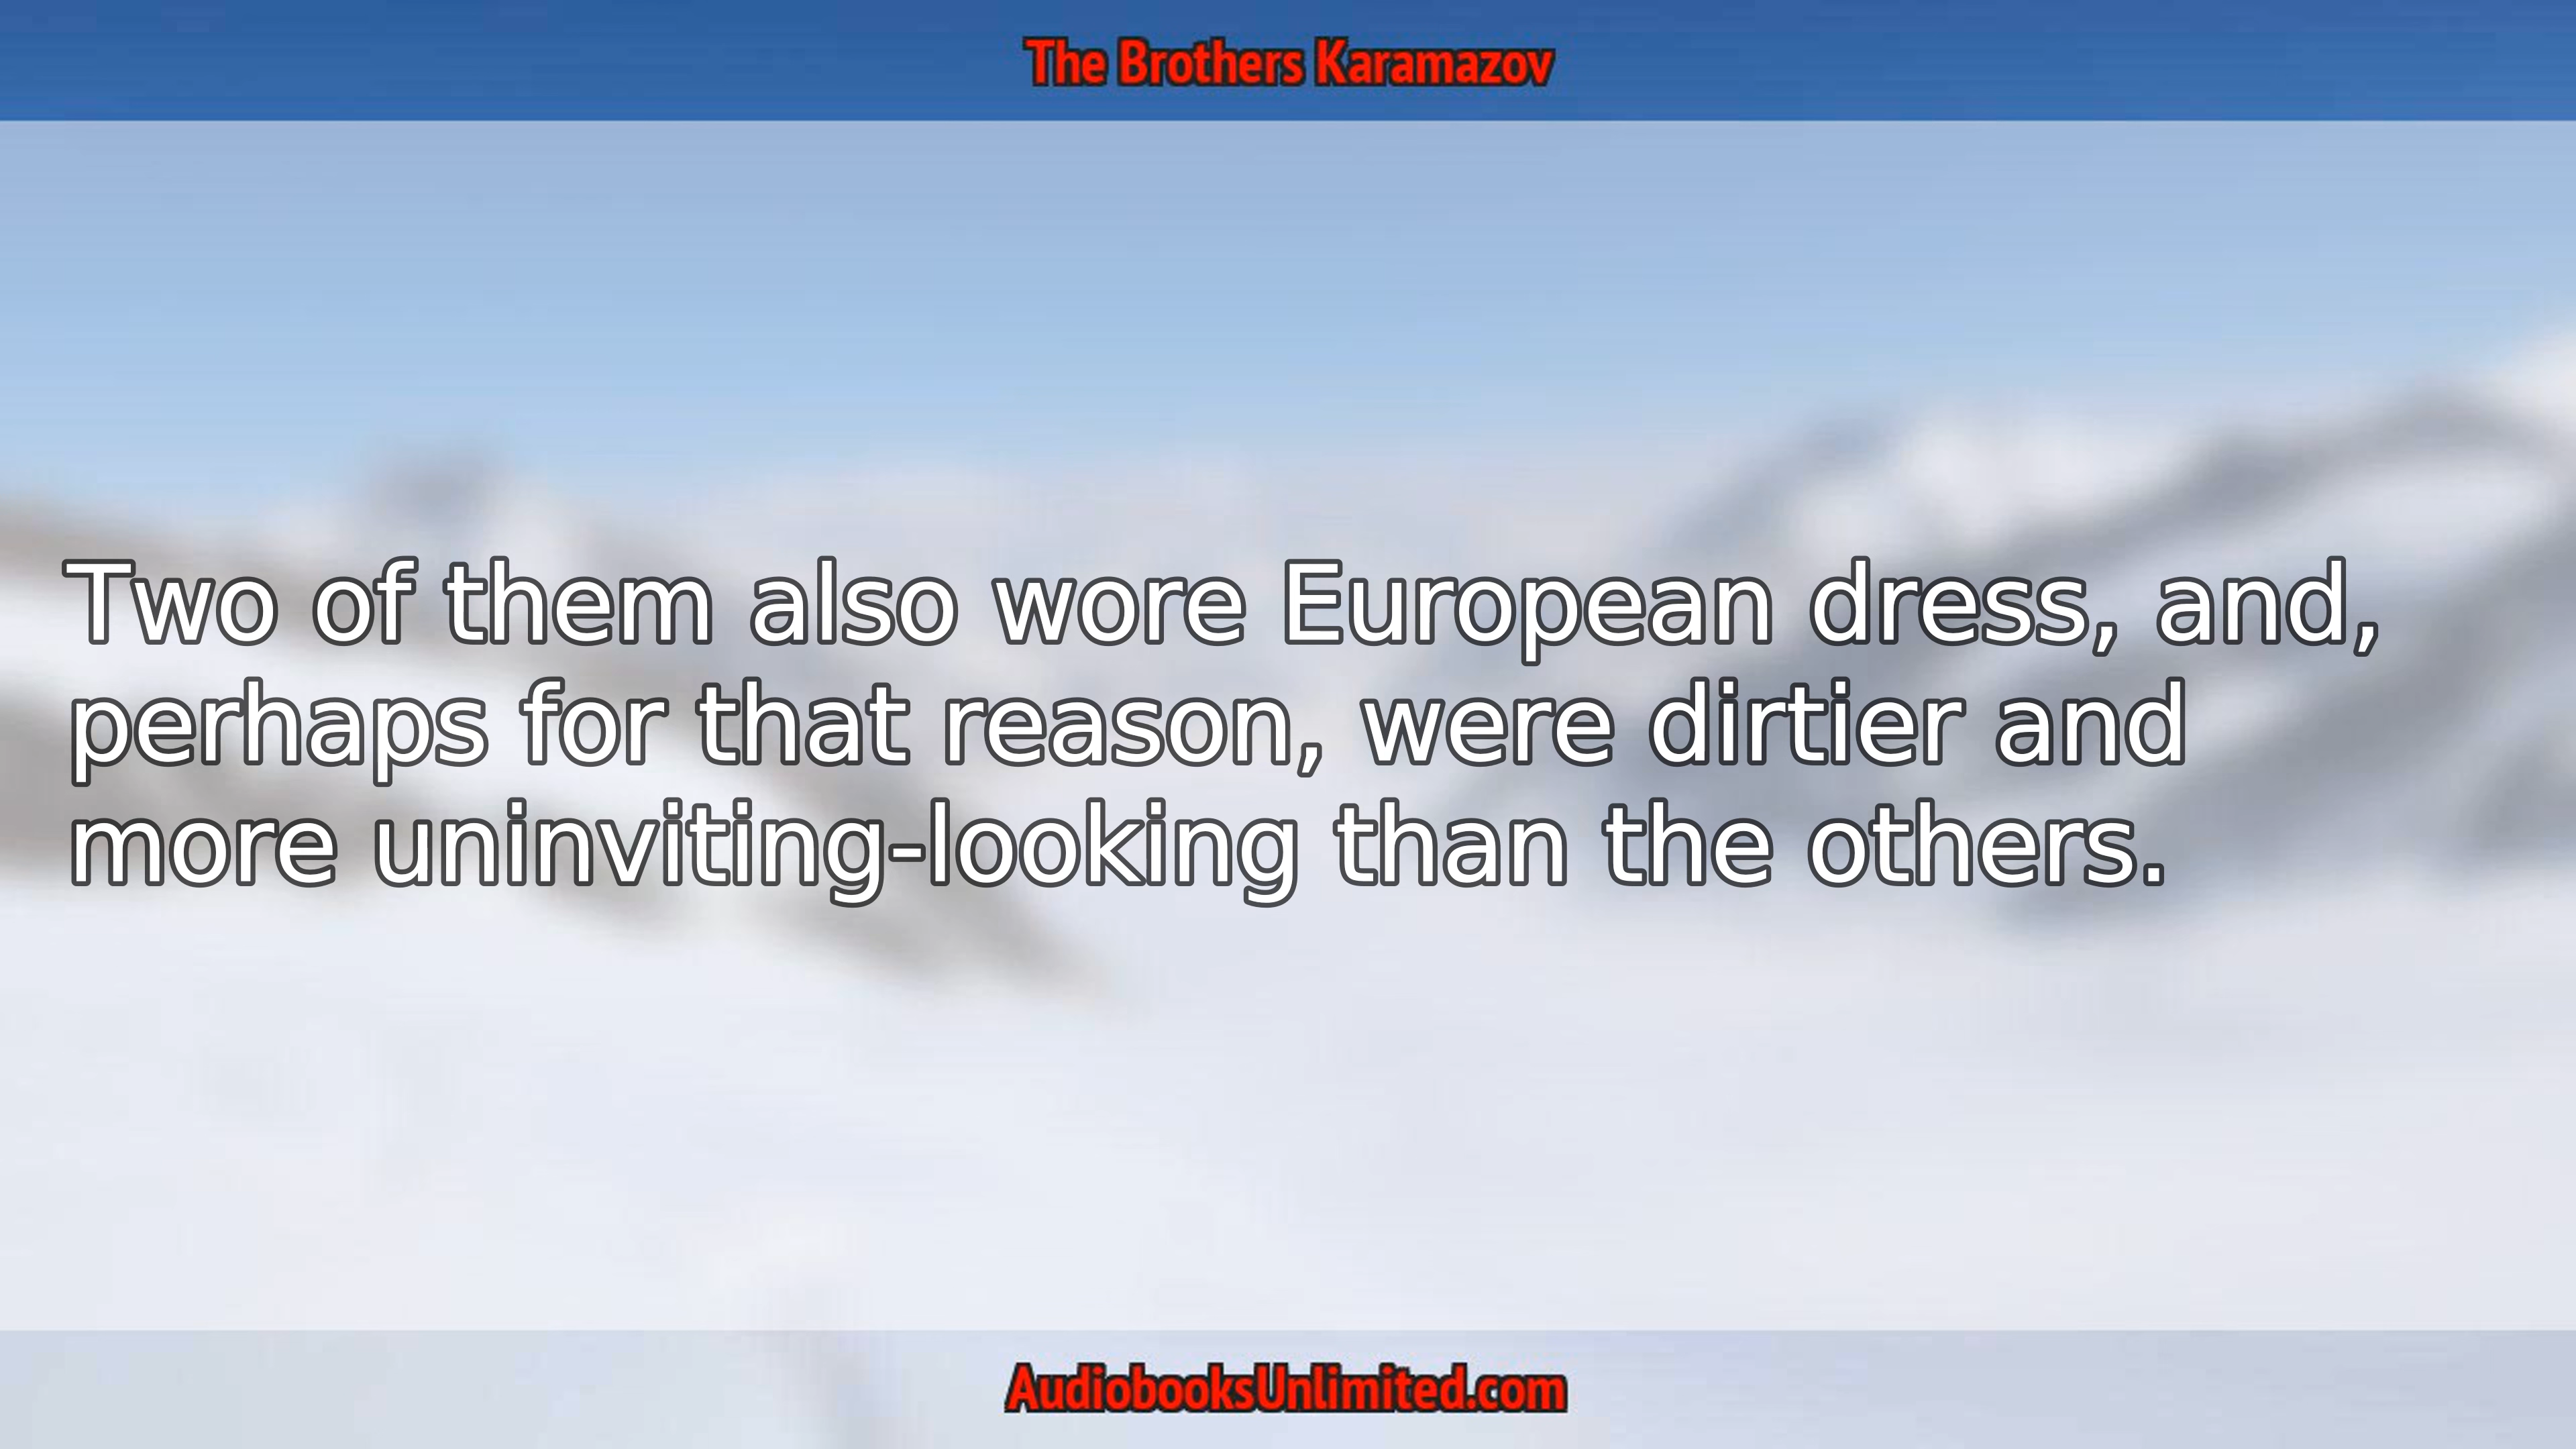 The Brothers Karamazov
Two of them also wore European dress, and,
perhaps for that reason, were dirtier and
more uninviting-looking than the others.
AudiobooksUnlimited.com